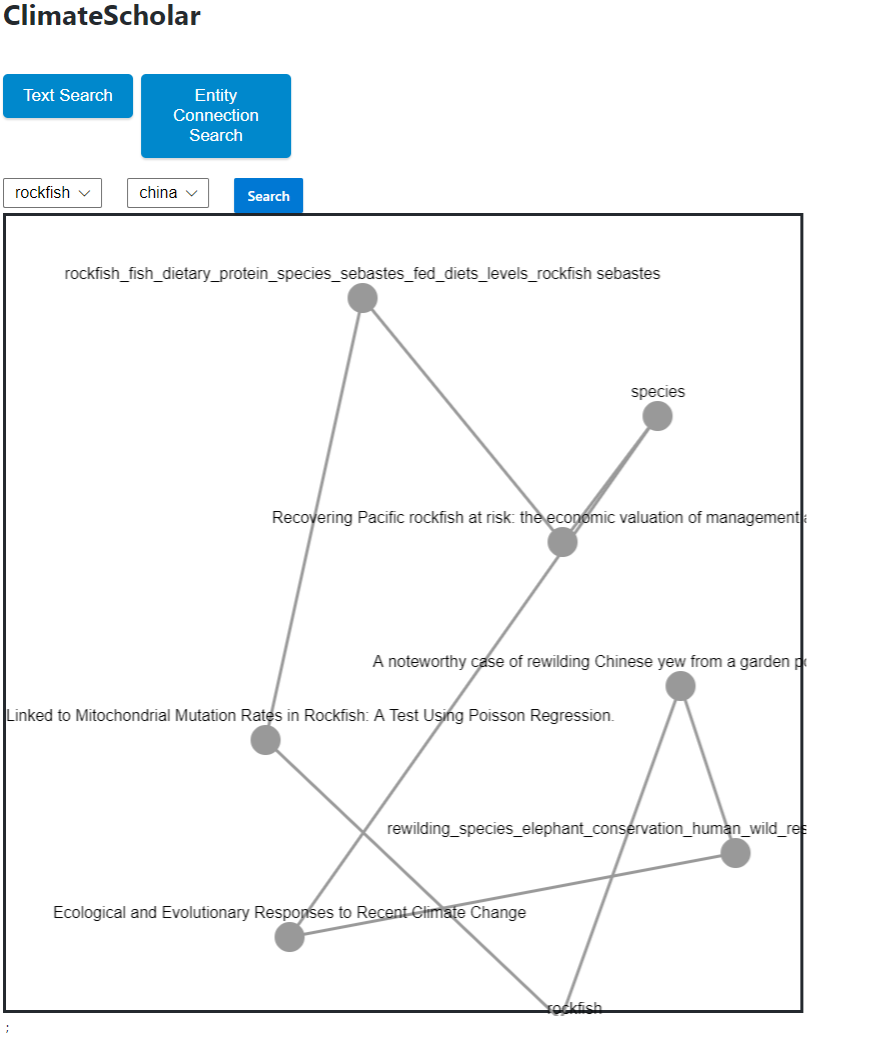 ClimateScholar
Text Search
Entity
Connection
Search
rockfish
china
Search
rockfish_fish_dietary_protein_species_sebastes_fed_diets_levels_rockfish sebastes
species
Recovering Pacific rockfish at risk: the economic valuation of management
A noteworthy case of rewilding Chinese yew from a garden
Linked to Mitochondrial Mutation Rates in Rockfish: A Test Using Poisson Regression.
rewilding_species_elephant_conservation_human_wild_res
Ecological and Evolutionary Responses to Recent Climate Change
rockfish
;